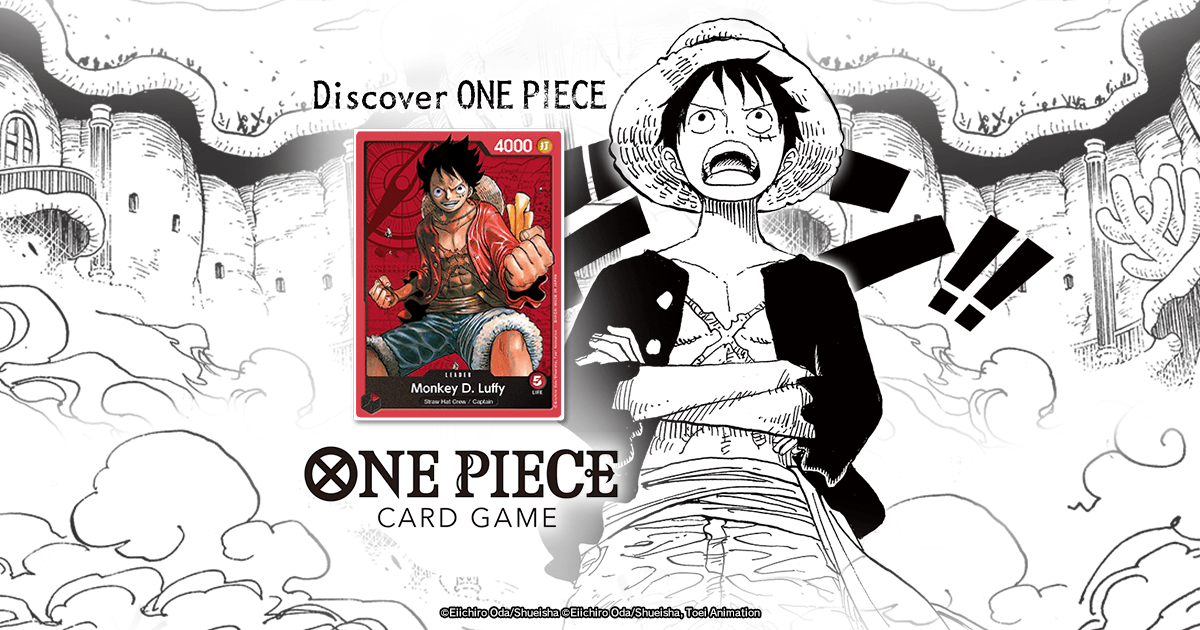 Discover ONE PIECE
4000 打
LEADER
Monkey D. Luffy
5
LIFE
Straw Hat Crew / Captain
ONE PIECE
CARD GAME
!!
©Eiichiro Oda/Shueisha ©Eiichiro Oda/Shueisha, Toei Animation